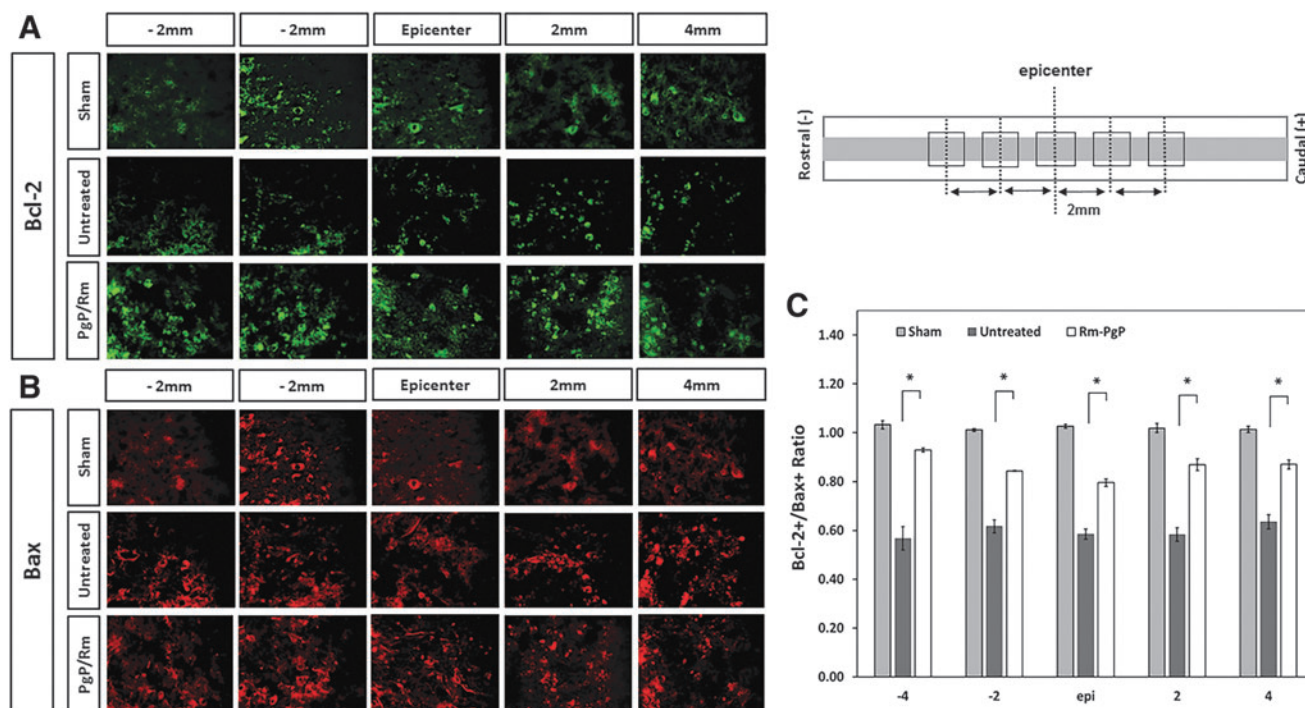 A
- 2mm
- 2mm
Epicenter
2mm
4mm
Bcl-2
Sham
Untreated
PgP/Rm
B
- 2mm
- 2mm
Epicenter
2mm
4mm
Bax
Sham
Untreated
PgP/Rm
epicenter
Rostral (-)
Caudal (+)
2mm
C
Sham
Untreated
Rm-PgP
Bcl-2+/Bax+ Ratio
1.40
1.20
1.00
0.80
0.60
0.40
0.20
0.00
* * * * *
-4 -2 epi 2 4